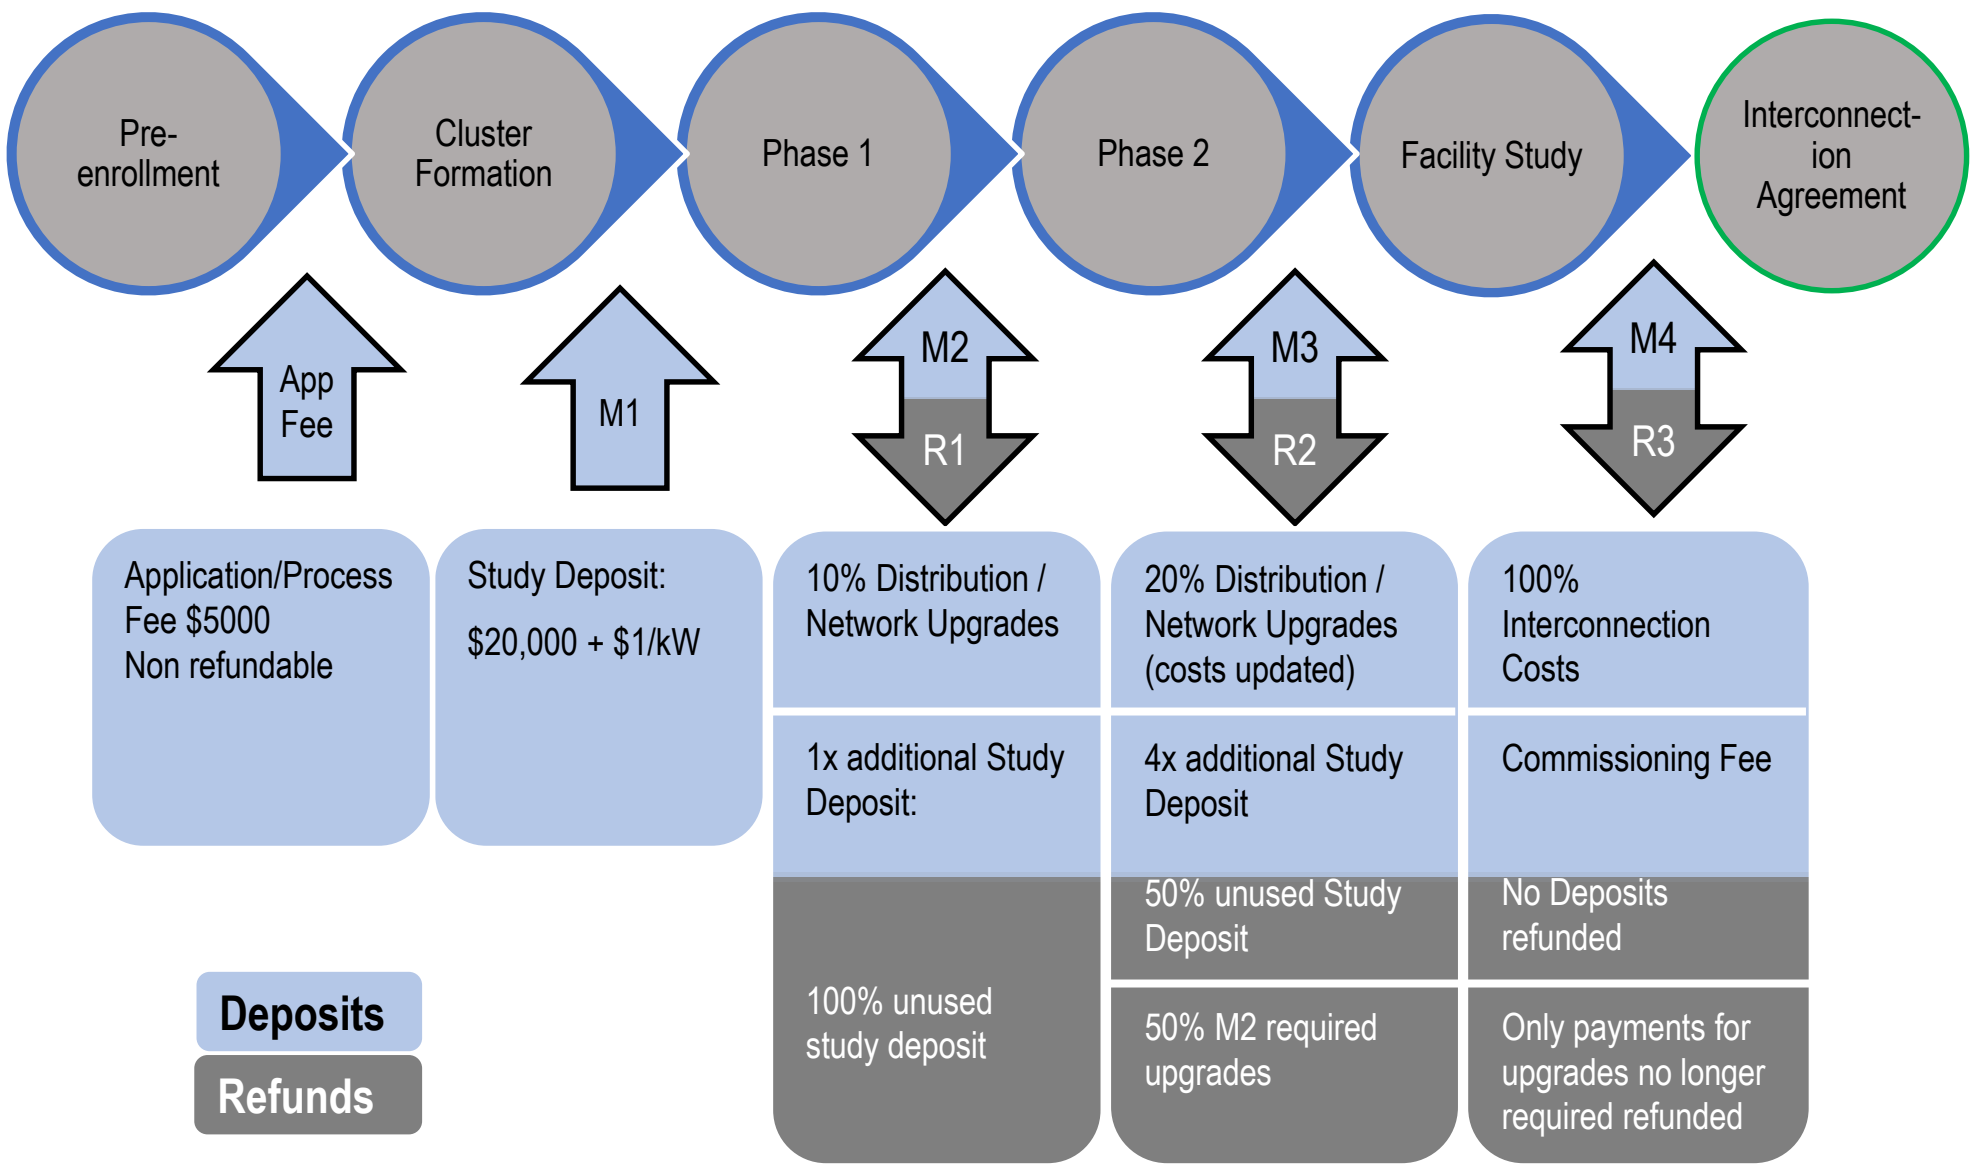 Pre-
enrollment
Cluster
Formation
Phase 1
Phase 2
Facility Study
Interconnect-
ion
Agreement
App
Fee
M1
M2
R1
M3
R2
M4
R3
Application/Process
Fee $5000
Non refundable
Study Deposit:
$20,000 + $1/kW
10% Distribution /
Network Upgrades
1x additional Study
Deposit:
100% unused
study deposit
20% Distribution /
Network Upgrades
(costs updated)
4x additional Study
Deposit
50% unused Study
Deposit
50% M2 required
upgrades
100%
Interconnection
Costs
Commissioning Fee
No Deposits
refunded
Only payments for
upgrades no longer
required refunded
Deposits
Refunds